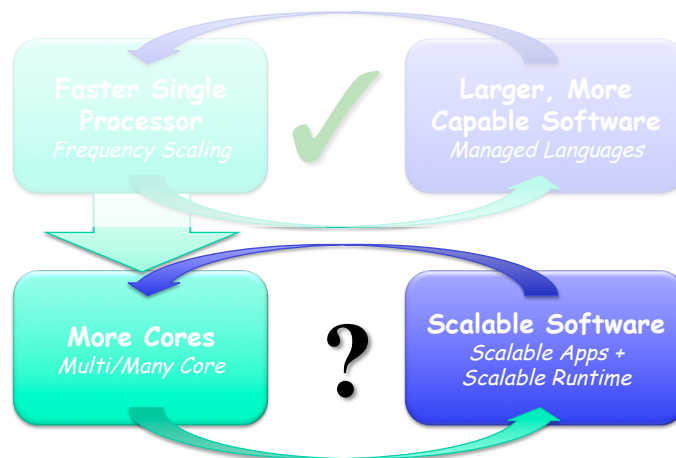 Faster Single
Processor
Frequency Scaling
Larger, More
Capable Software
Managed Languages
More Cores
Multi/Many Core
?
Scalable Software
Scalable Apps +
Scalable Runtime